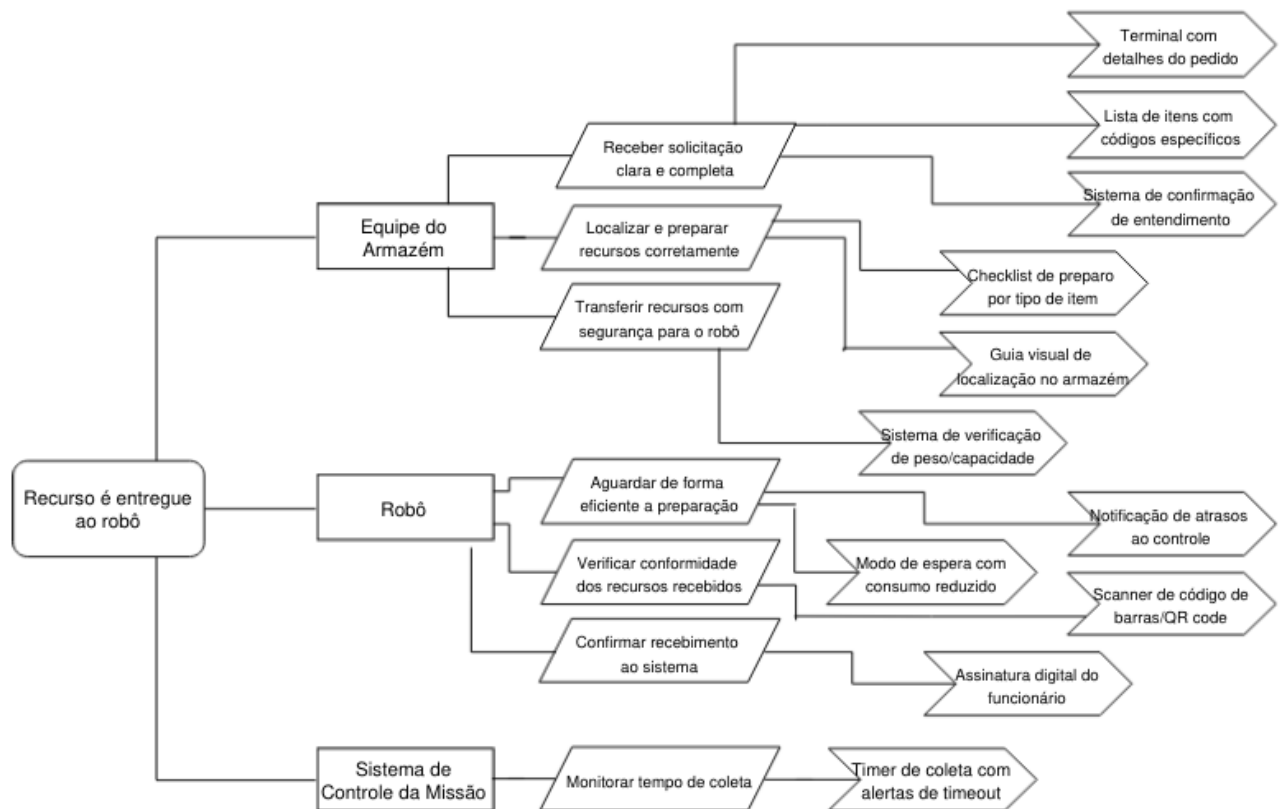 Terminal com
detalhes do pedido
Lista de itens com
códigos específicos
Receber solicitação
clara e completa
Sistema de confirmação
de entendimento
Equipe do
Armazém
Localizar e preparar
recursos corretamente
Checklist de preparo
por tipo de item
Transferir recursos com
segurança para o robô
Guia visual de
localização no armazém
Sistema de verificação
de peso/capacidade
Recurso é entregue
ao robô
Robô
Aguardar de forma
eficiente a preparação
Notificação de atrasos
ao controle
Verificar conformidade
dos recursos recebidos
Modo de espera com
consumo reduzido
Scanner de código de
barras/QR code
Confirmar recebimento
ao sistema
Assinatura digital do
funcionário
Sistema de
Controle da Missão
Monitorar tempo de coleta
Timer de coleta com
alertas de timeout